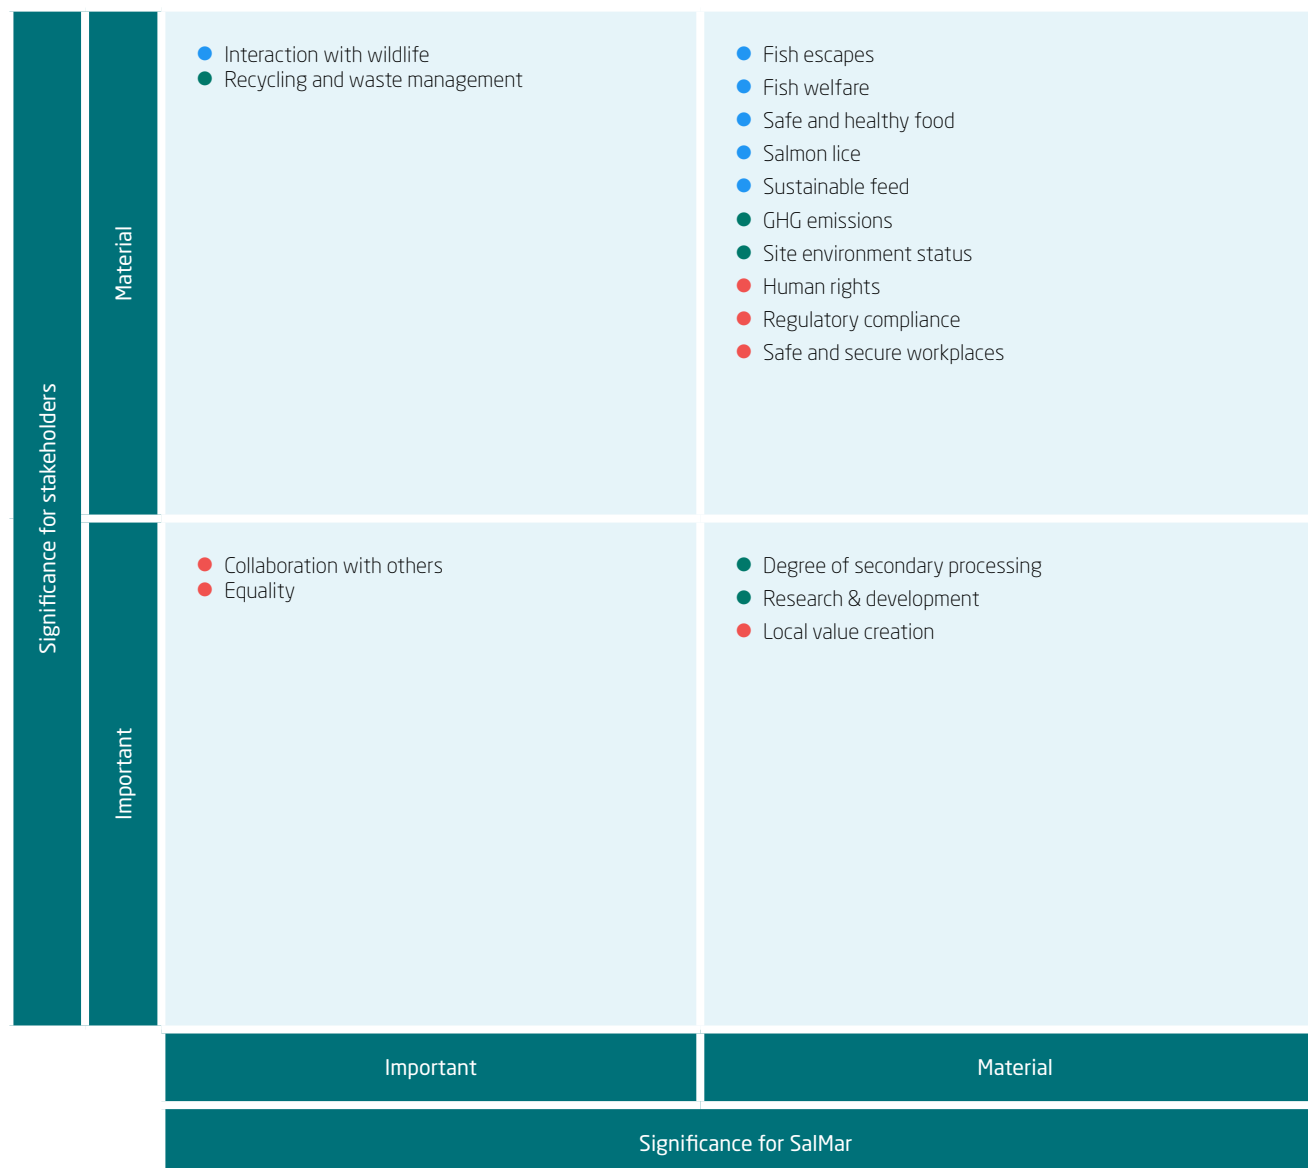 Significance for stakeholders
Material
Interaction with wildlife
Recycling and waste management
Fish escapes
Fish welfare
Safe and healthy food
Salmon lice
Sustainable feed
GHG emissions
Site environment status
Human rights
Regulatory compliance
Safe and secure workplaces
Important
Collaboration with others
Equality
Degree of secondary processing
Research & development
Local value creation
Important
Material
Significance for SalMar